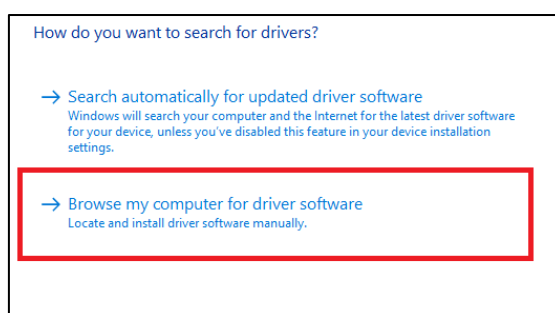 How do you want to search for drivers?
→ Search automatically for updated driver software
Windows will search your computer and the Internet for the latest driver software
for your device, unless you've disabled this feature in your device installation
settings.
→ Browse my computer for driver software
Locate and install driver software manually.